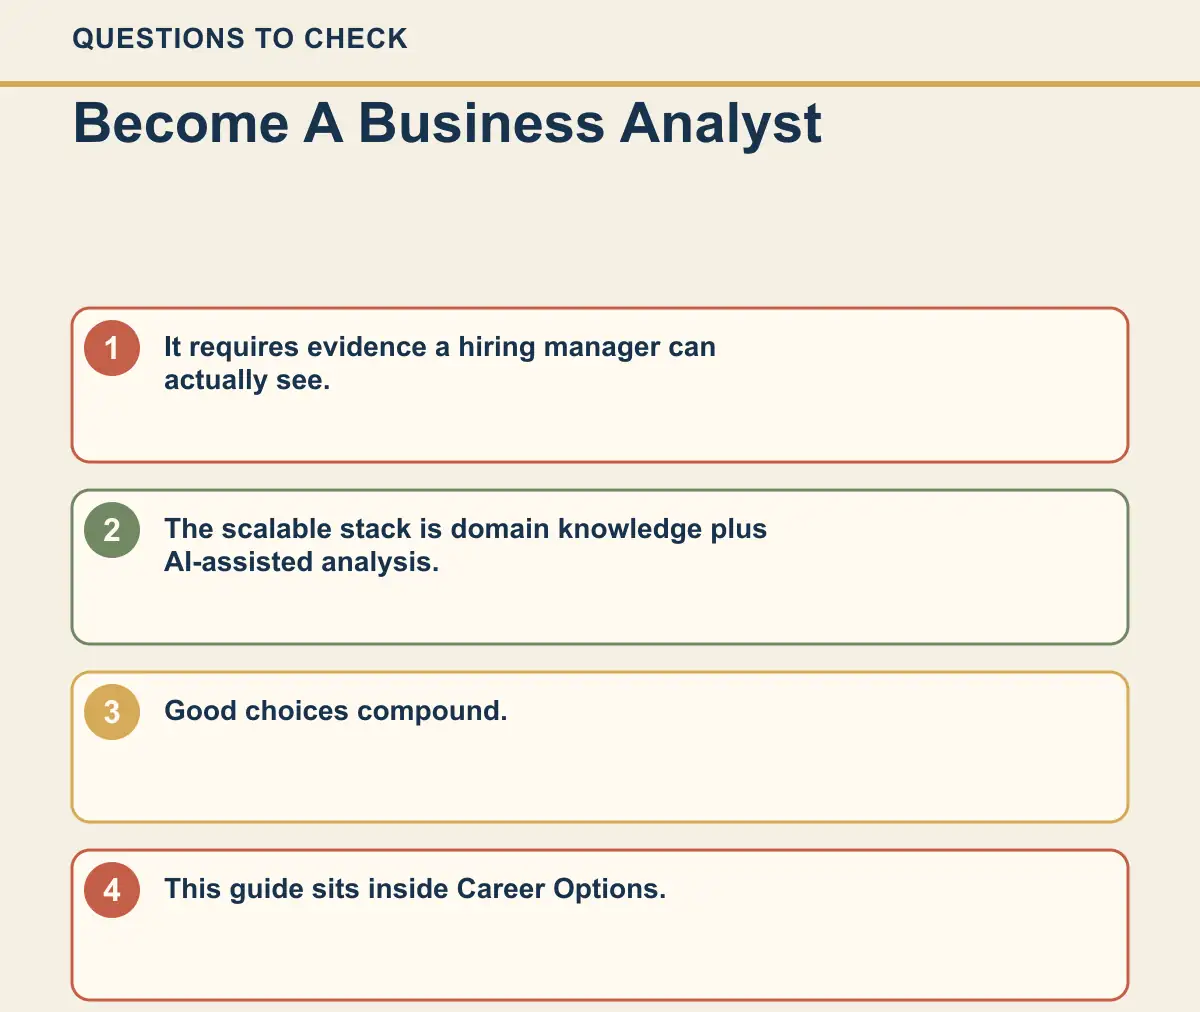 QUESTIONS TO CHECK
Become A Business Analyst
1
It requires evidence a hiring manager can
actually see.
2
The scalable stack is domain knowledge plus
AI-assisted analysis.
3
Good choices compound.
4
This guide sits inside Career Options.